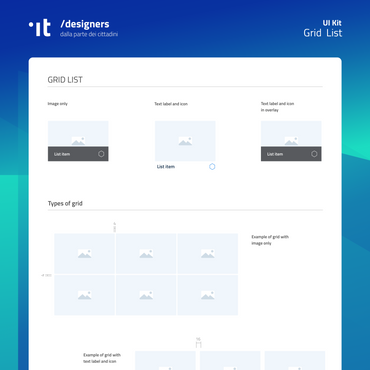 ·ıt /designers
dalla parte dei cittadini
UI Kit
Grid List
GRID LIST
Image only
Text label and icon
Text label and icon
in overlay
List item
List item
List item
Types of grid
Example of grid with
image only
Example of grid with
text label and icon